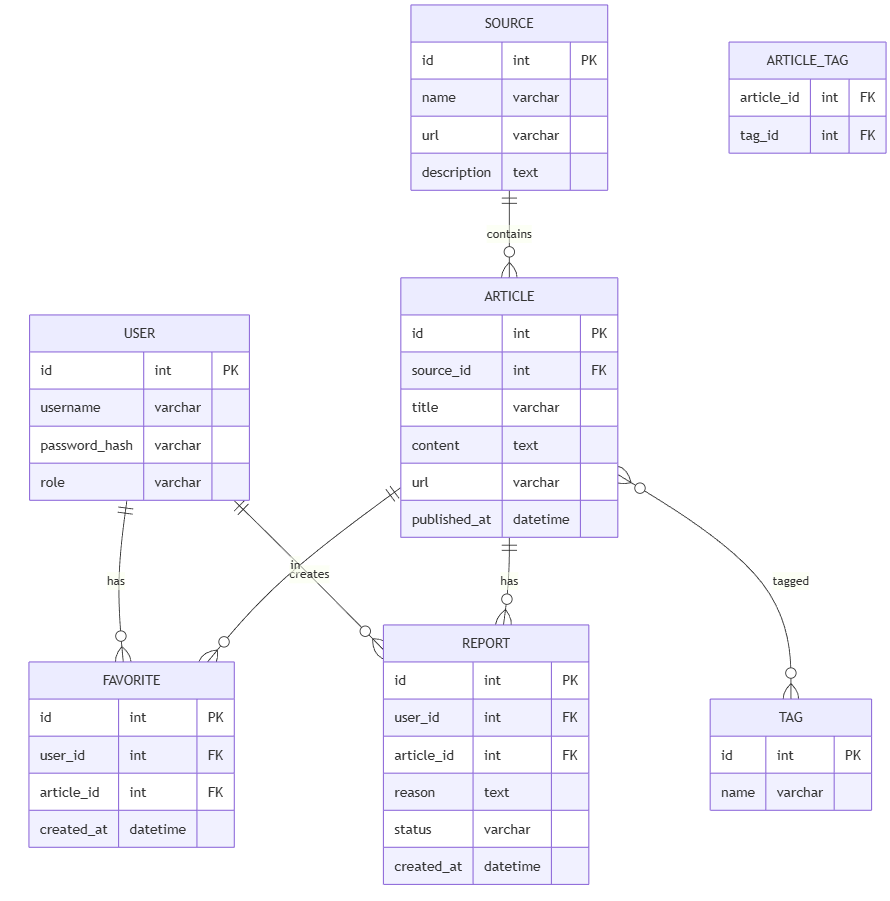 SOURCE
id int PK
name varchar
url varchar
description text
ARTICLE_TAG
article_id int FK
tag_id int FK
contains
ARTICLE
id int PK
source_id int FK
title varchar
content text
url varchar
published_at datetime
USER
id int PK
username varchar
password_hash varchar
role varchar
has
in
creates
has
tagged
FAVORITE
id int PK
user_id int FK
article_id int FK
created_at datetime
REPORT
id int PK
user_id int FK
article_id int FK
reason text
status varchar
created_at datetime
TAG
id int PK
name varchar